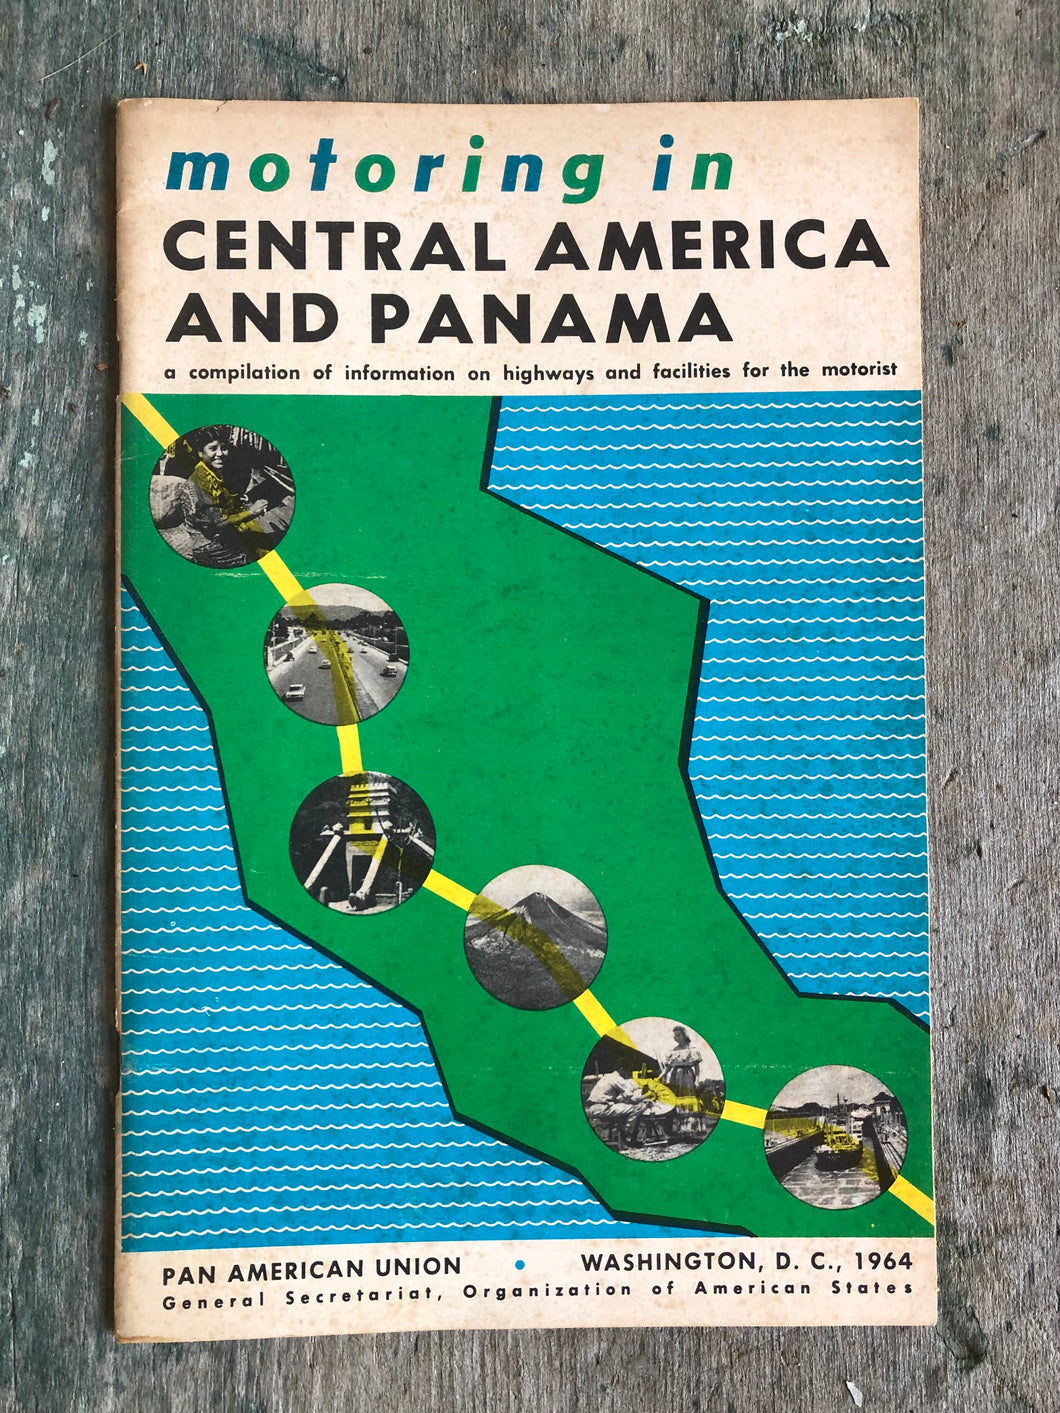 motoring in
CENTRAL AMERICA
AND PANAMA
a compilation of information on highways and facilities for the motorist
PAN AMERICAN UNION • WASHINGTON, D. C., 1964
General Secretariat, Organization of American States